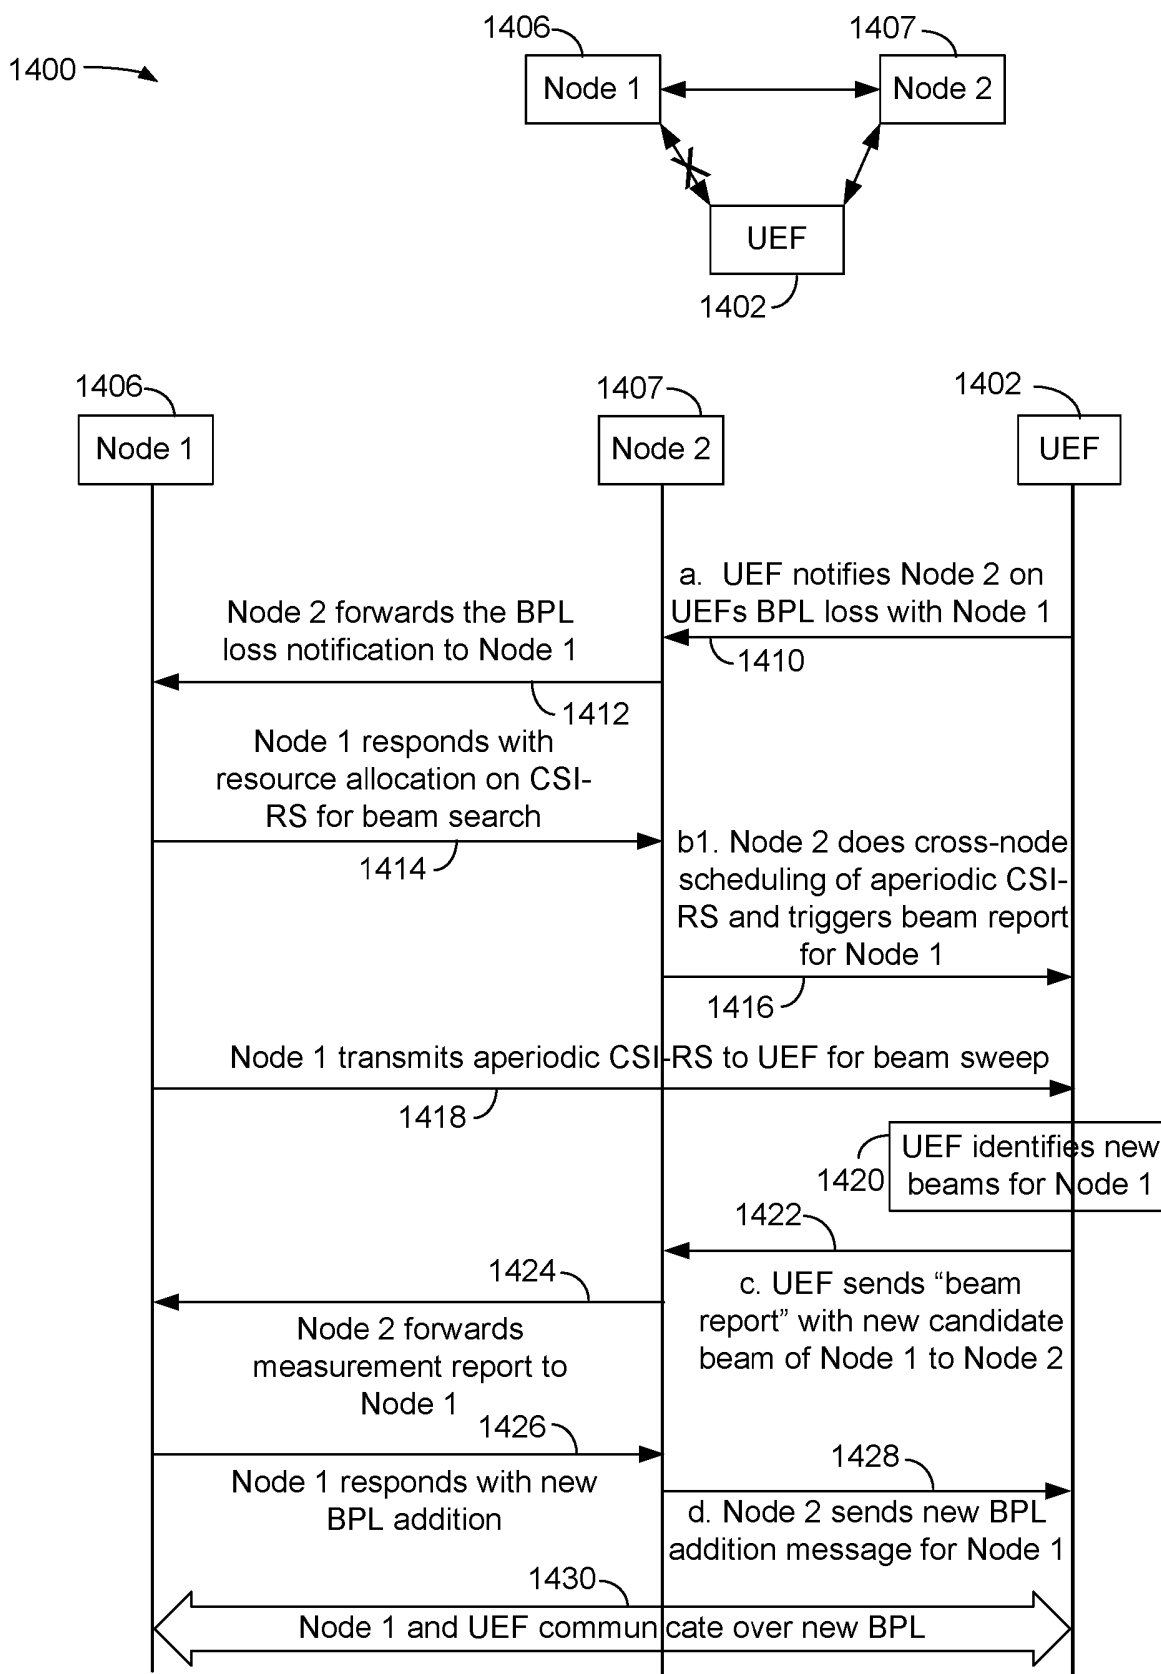 1400
1406
1407
Node 1
Node 2
UEF
1402
1406
1407
1402
Node 1
Node 2
UEF
a. UEF notifies Node 2 on
UEFs BPL loss with Node 1
1410
Node 2 forwards the BPL
loss notification to Node 1
1412
Node 1 responds with
resource allocation on CSI-
RS for beam search
1414
b1. Node 2 does cross-node
scheduling of aperiodic CSI-
RS and triggers beam report
for Node 1
1416
Node 1 transmits aperiodic CSI-RS to UEF for beam sweep
1418
UEF identifies new
beams for Node 1
1420
1422
c. UEF sends “beam
report” with new candidate
beam of Node 1 to Node 2
1424
Node 2 forwards
measurement report to
Node 1
1426
Node 1 responds with new
BPL addition
1428
d. Node 2 sends new BPL
addition message for Node 1
1430
Node 1 and UEF communicate over new BPL